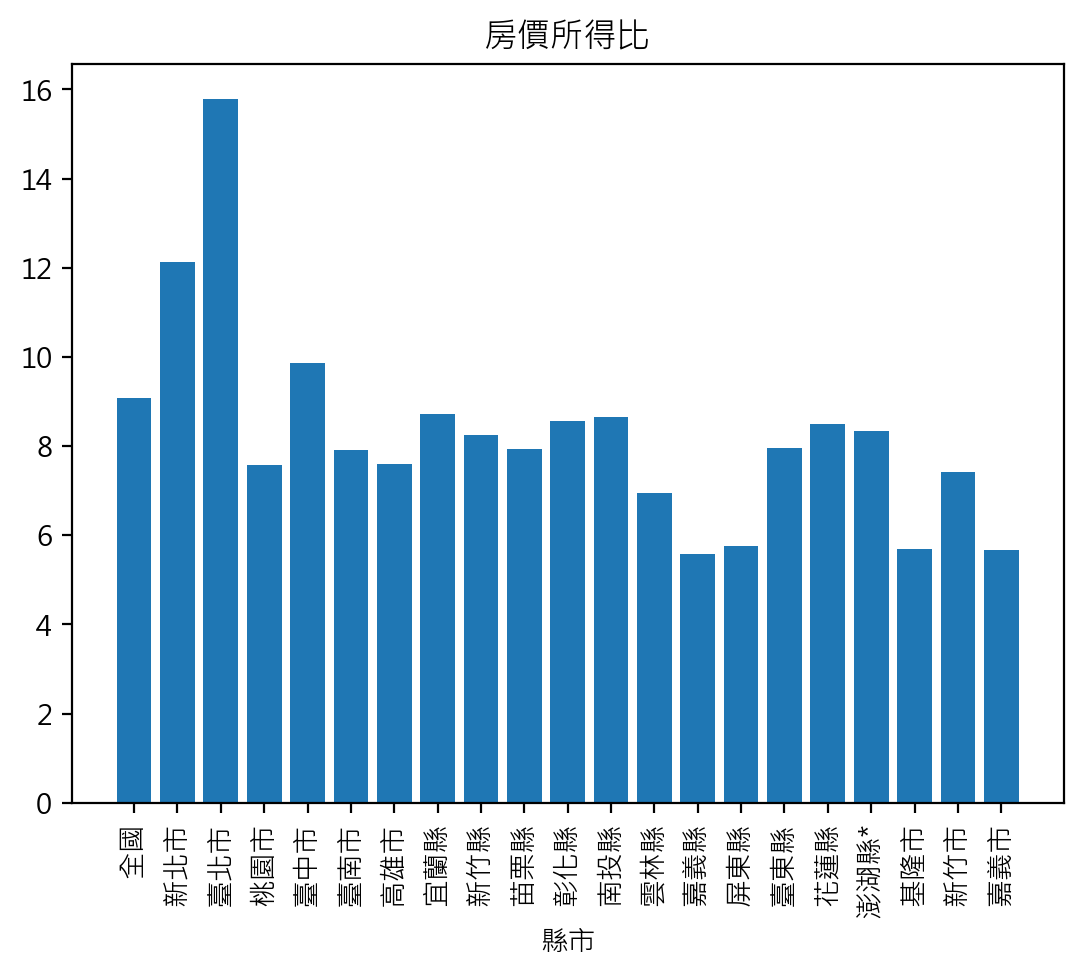 房價所得比
16
14
12
10
8
6
4
2
0
全國
新北市
臺北市
桃園市
臺中市
臺南市
高雄市
宜蘭縣
新竹縣
苗栗縣
彰化縣
南投縣
雲林縣
嘉義縣
屏東縣
臺東縣
花蓮縣
澎湖縣*
基隆市
新竹市
嘉義市
縣市